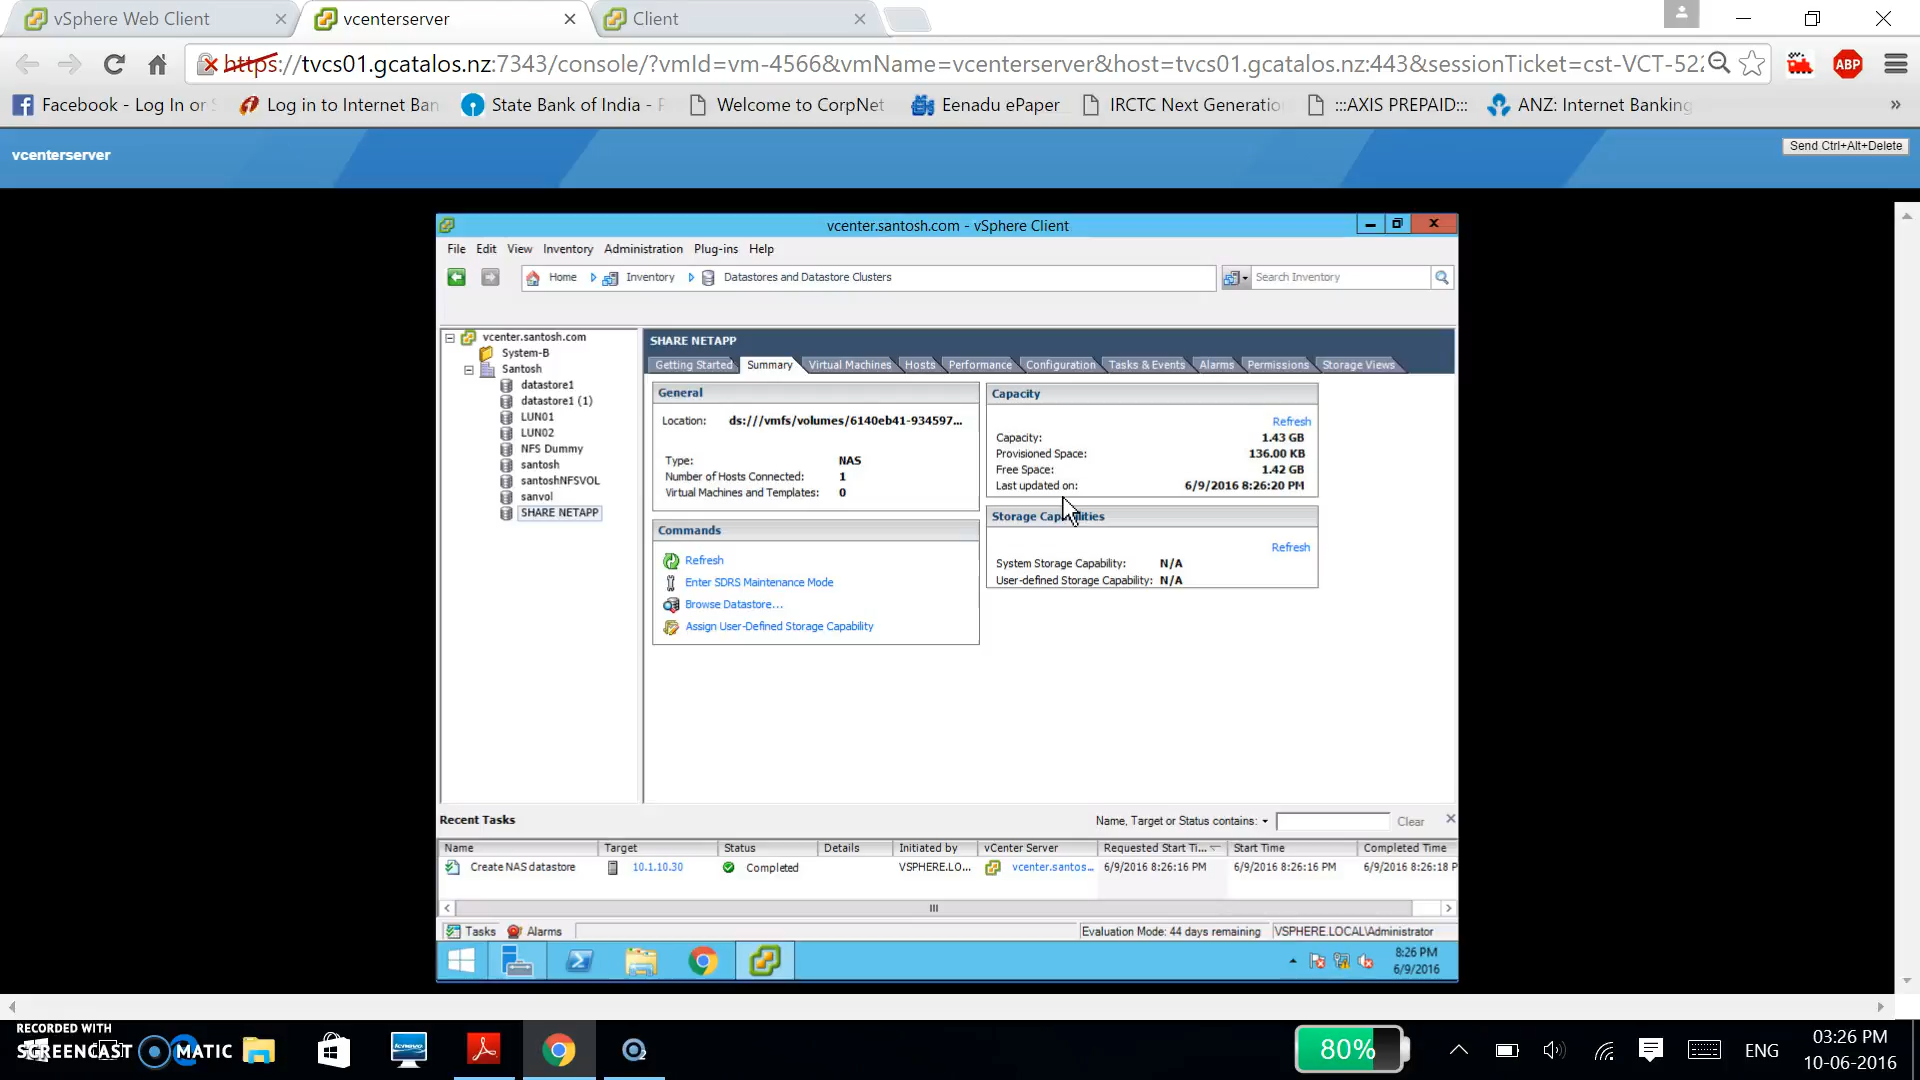 vSphere Web Client
vcenterserver
Client
https://tvcs01.gcatalos.nz:7343/console/?vmId=vm-4566&vmName=vcenterserver&host=tvcs01.gcatalos.nz:443&sessionTicket=cst-VCT-522
Facebook - Log In or
Log in to Internet Ban
State Bank of India -
Welcome to CorpNet
Eenadu ePaper
IRCTC Next Generatio
:::AXIS PREPAID:::
ANZ: Internet Banking
»
ABP
vcenterserver
Send Ctrl+Alt+Delete
vcenter.santosh.com - vSphere Client
File Edit View Inventory Administration Plug-ins Help
Home Inventory Datastores and Datastore Clusters
Search Inventory
vcenter.santosh.com
System-B
Santosh
datastore1
datastore1 (1)
LUN01
LUN02
NFS Dummy
santosh
santoshNFSVOL
sanvol
SHARE NETAPP
SHARE NETAPP
Getting Started Summary Virtual Machines Hosts Performance Configuration Tasks & Events Alarms Permissions Storage Views
General
Location: ds:///vmfs/volumes/6140eb41-934597...
Type: NAS
Number of Hosts Connected: 1
Virtual Machines and Templates: 0
Commands
Refresh
Enter SDRS Maintenance Mode
Browse Datastore...
Assign User-Defined Storage Capability
Capacity
Refresh
Capacity: 1.43 GB
Provisioned Space: 136.00 KB
Free Space: 1.42 GB
Last updated on: 6/9/2016 8:26:20 PM
Storage Capabilities
Refresh
System Storage Capability: N/A
User-defined Storage Capability: N/A
Recent Tasks
Name, Target or Status contains: Clear
Name Target Status Details Initiated by vCenter Server Requested Start Ti... Start Time Completed Time
Create NAS datastore 10.1.10.30 Completed VSPHERE.LO... vcenter.santos... 6/9/2016 8:26:16 PM 6/9/2016 8:26:16 PM 6/9/2016 8:26:18 P
Tasks Alarms
Evaluation Mode: 44 days remaining VSPHERE.LOCAL\Administrator
8:26 PM
6/9/2016
RECORDED WITH
SCREENCAST MATIC
lenovo
80%
ENG
03:26 PM
10-06-2016